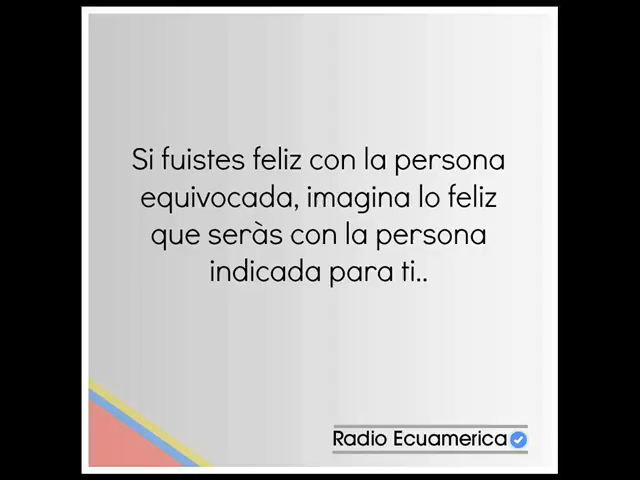 Si fuistes feliz con la persona
equivocada, imagina lo feliz
que seràs con la persona
indicada para ti..
Radio Ecuamerica